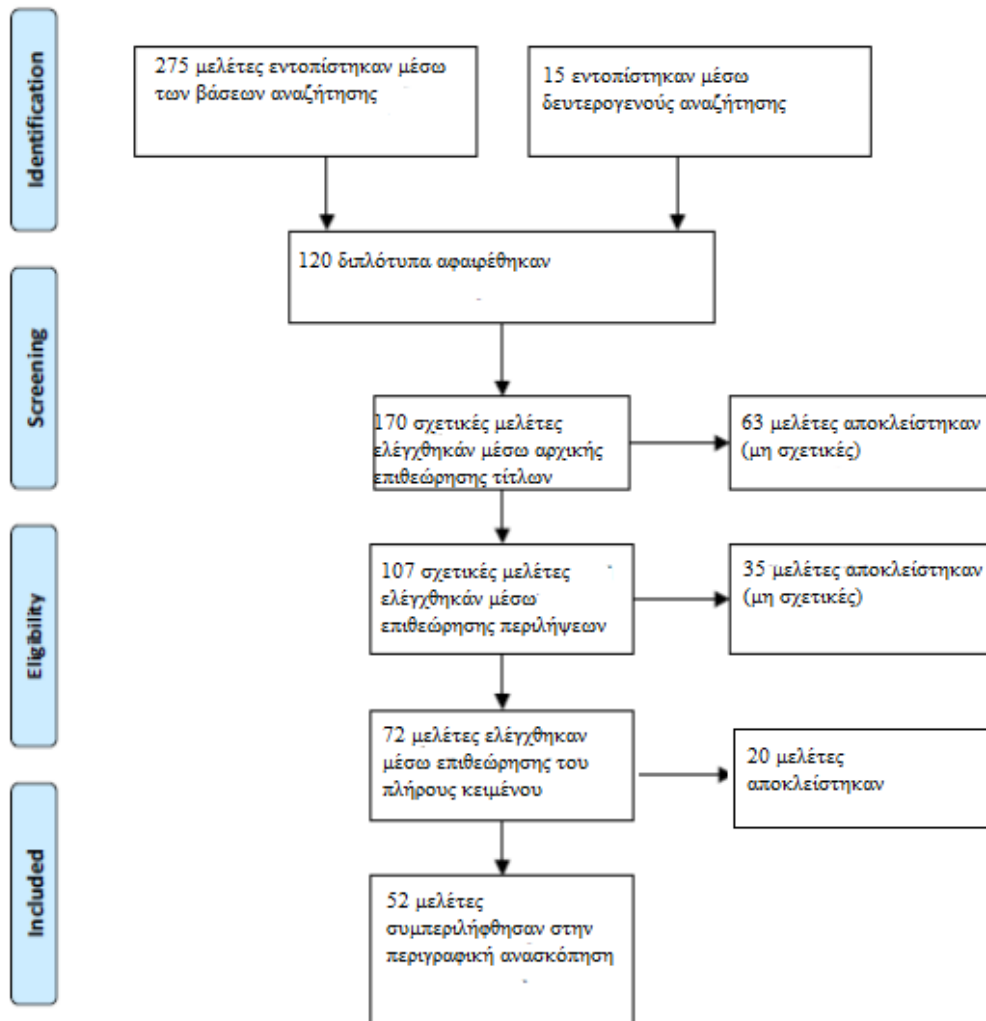 Identification
275 μελέτες εντοπίστηκαν μέσω
των βάσεων αναζήτησης
15 εντοπίστηκαν μέσω
δευτερογενούς αναζήτησης
120 διπλότυπα αφαιρέθηκαν
Screening
170 σχετικές μελέτες
ελέγχθηκάν μέσω αρχικής
επιθεώρησης τίτλων
63 μελέτες αποκλείστηκαν
(μη σχετικές)
Eligibility
107 σχετικές μελέτες
ελέγχθηκάν μέσω
επιθεώρησης περιλήψεων
35 μελέτες αποκλείστηκαν
(μη σχετικές)
72 μελέτες ελέγχθηκαν
μέσω επιθεώρησης του
πλήρους κειμένου
20 μελέτες
αποκλείστηκαν
Included
52 μελέτες
συμπεριλήφθησαν στην
περιγραφική ανασκόπηση